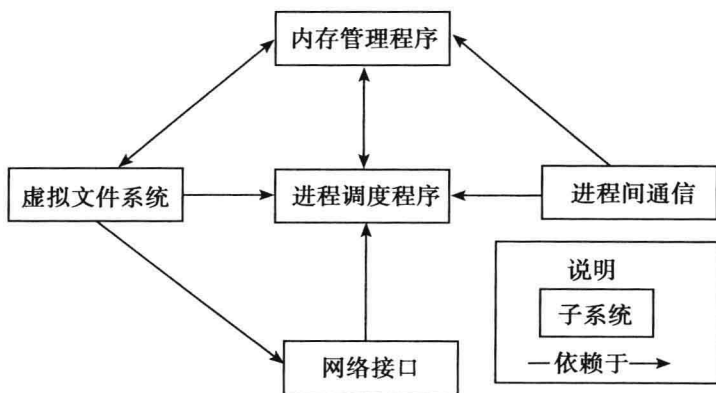 内存管理程序
虚拟文件系统
进程调度程序
进程间通信
说明
子系统
依赖于
网络接口